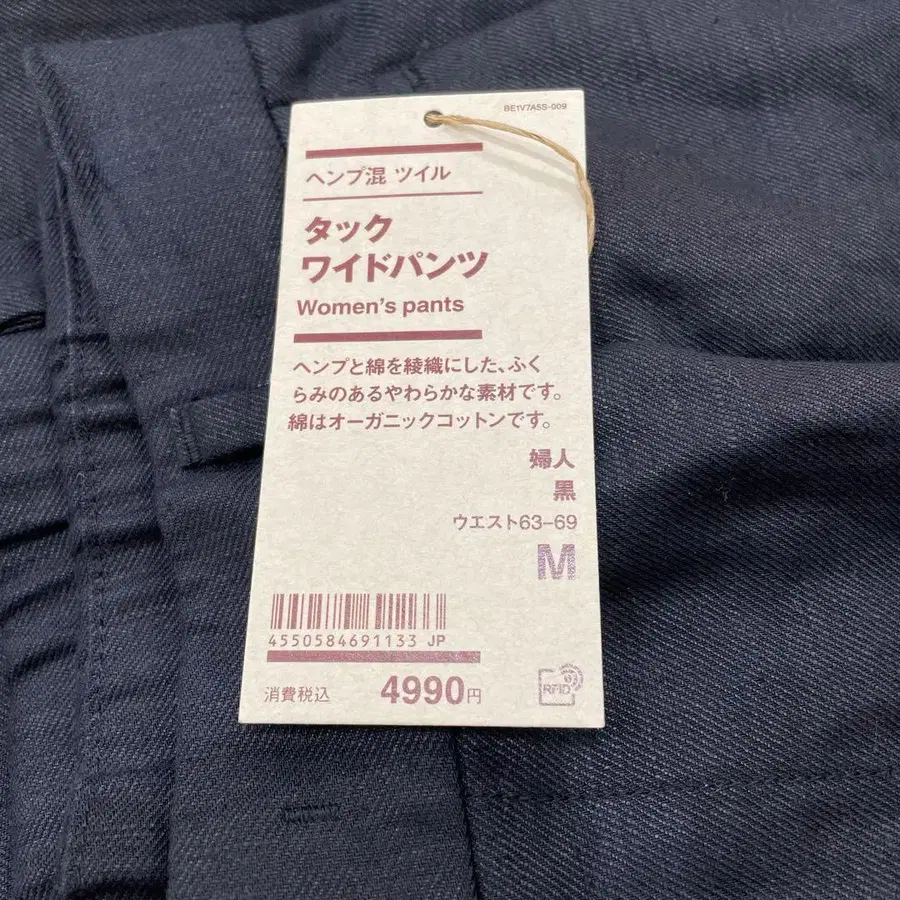 BE1V7A5S-009
ヘンプ混 ツイル
タック
ワイドパンツ
Women's pants
ヘンプと綿を綾織にした、ふく
らみのあるやわらかな素材です。
綿はオーガニックコットンです。
婦人
黒
ウエスト63–69
M
4550584691133 JP
消費税込 4990円
RFID